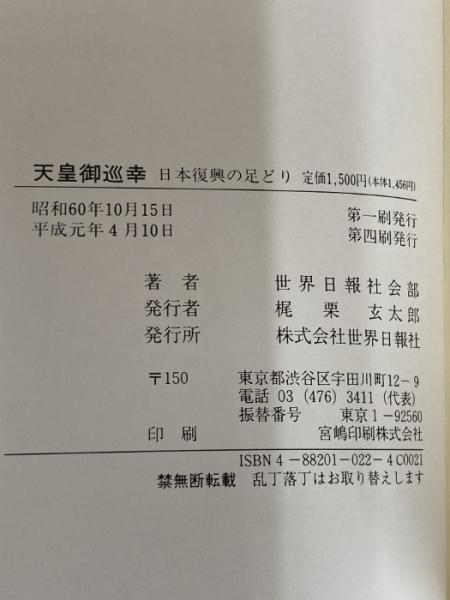 天皇御巡幸 日本復興の足どり 定価1,500円(本体1,456円)
昭和60年10月15日 第一刷発行
平成元年4月10日 第四刷発行
著者 世界日報社会部
発行者 梶栗 玄太郎
発行所 株式会社世界日報社
〒150 東京都渋谷区宇田川町12-9
電話 03 (476) 3411 (代表)
振替番号 東京1-92560
印刷 宮嶋印刷株式会社
ISBN4-88201-022-4 C0021
禁無断転載 乱丁落丁はお取り替えします